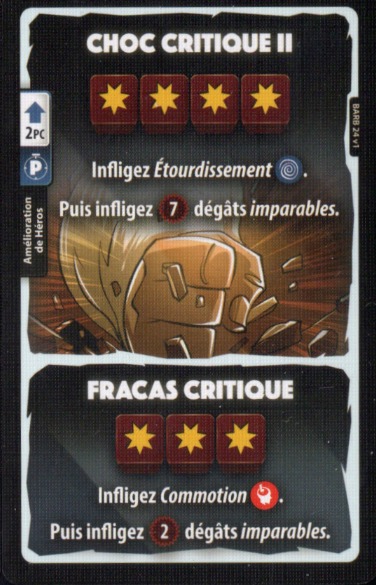 CHOC CRITIQUE II
2PC
P
Amélioration
de Héros
BARB 24 v1
Infligez Étourdissement .
Puis infligez 7 dégâts imparables.
FRACAS CRITIQUE
Infligez Commotion .
Puis infligez 2 dégâts imparables.